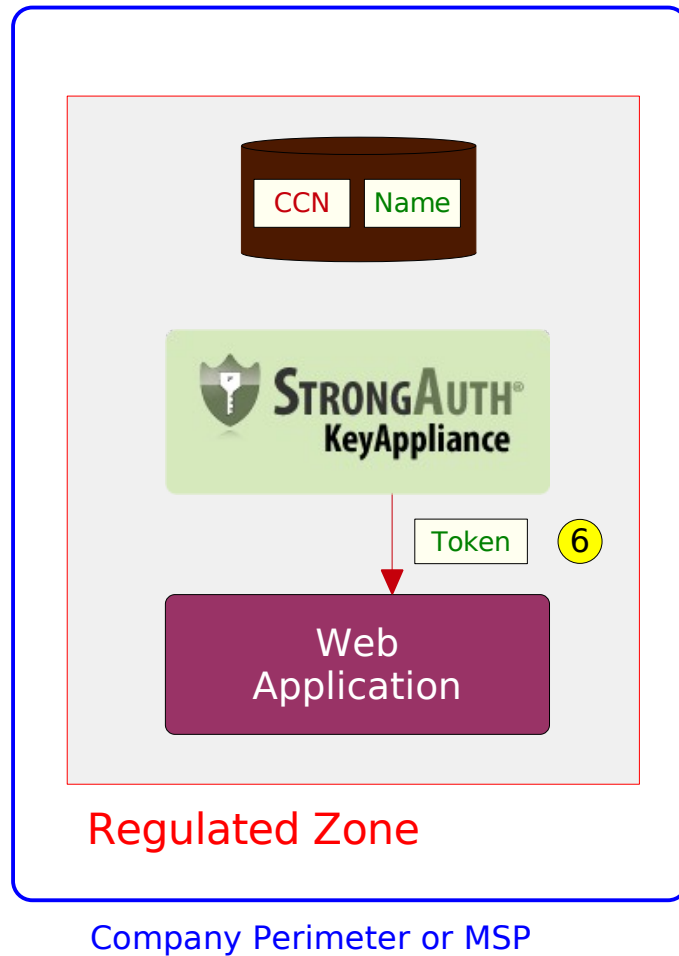 CCN Name
STRONGAUTH®
KeyAppliance
Token 6
Web
Application
Regulated Zone
Company Perimeter or MSP